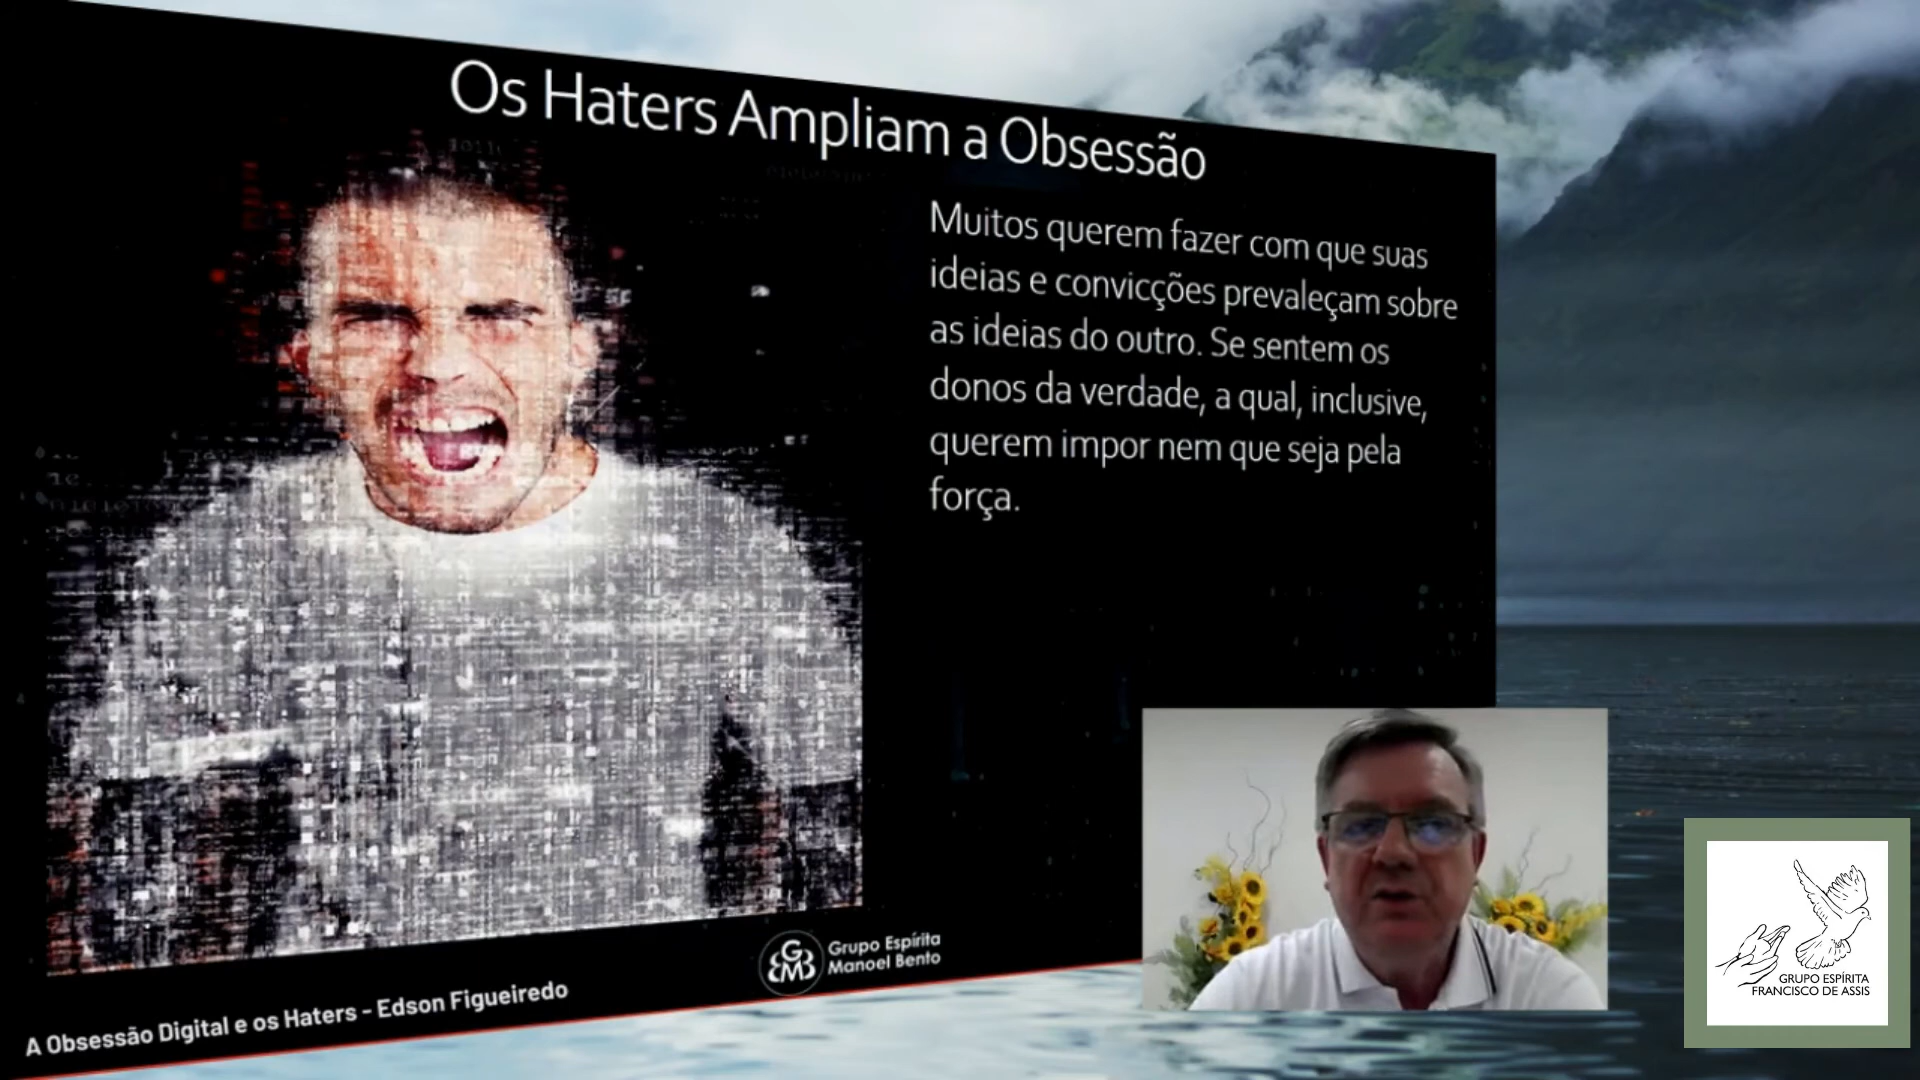 Os Haters Ampliam a Obsessão
Muitos querem fazer com que suas
ideias e convicções prevaleçam sobre
as ideias do outro. Se sentem os
donos da verdade, a qual, inclusive,
querem impor nem que seja pela
força.
Grupo Espírita
Manoel Bento
A Obsessão Digital e os Haters - Edson Figueiredo
GRUPO ESPÍRITA
FRANCISCO DE ASSIS